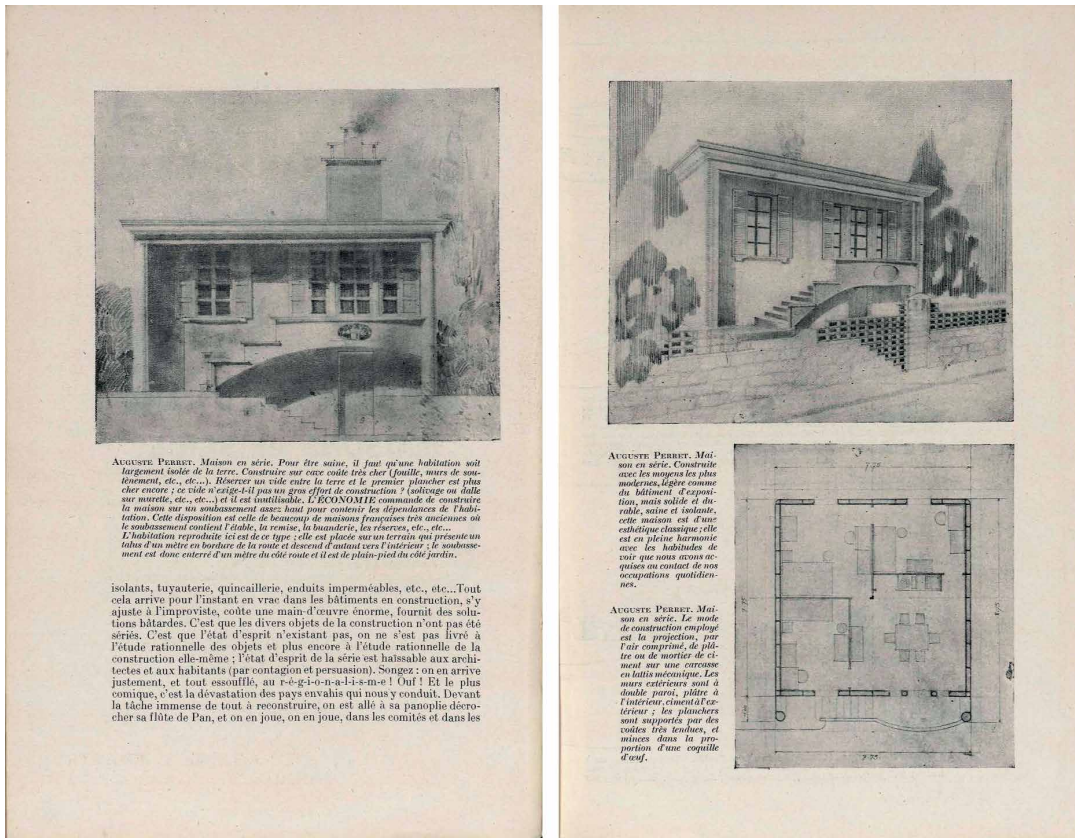 AUGUSTE PERRET. Maison en série. Pour être saine, il faut qu'une habitation soit
largement isolée de la terre. Construire sur cave coûte très cher (fouille, murs de sou-
tènement, etc., etc...). Réserver un vide entre la terre et le premier plancher est plus
cher encore ; ce vide n'exige-t-il pas un gros effort de construction ? (solivage ou dalle
sur murette, etc., etc...) et il est inutilisable. L'ÉCONOMIE commande de construire
la maison sur un soubassement assez haut pour contenir les dépendances de l'habi-
tation. Cette disposition est celle de beaucoup de maisons françaises très anciennes où
le soubassement contient l'étable, la remise, la buanderie, les réserves, etc., etc...
L'habitation reproduite ici est de ce type ; elle est placée sur un terrain qui présente un
talus d'un mètre en bordure de la route et descend d'autant vers l'intérieur ; le soubasse-
ment est donc enterré d'un mètre du côté route et il est de plain-pied du côté jardin.
isolants, tuyauterie, quincaillerie, enduits imperméables, etc., etc...Tout
cela arrive pour l'instant en vrac dans les bâtiments en construction, s'y
ajuste à l'improviste, coûte une main-d'œuvre énorme, fournit des solu-
tions bâtardes. C'est que les divers objets de la construction n'ont pas été
sériés. C'est que l'état d'esprit n'existant pas, on ne s'est pas livré à
l'étude rationnelle des objets et plus encore à l'étude rationnelle de la
construction elle-même ; l'état d'esprit de la série est haïssable aux archi-
tectes et aux habitants (par contagion et persuasion). Songez : on en arrive
justement, et tout essoufflé, au r-é-g-i-o-n-a-l-i-s-m-e ! Ouf ! Et le plus
comique, c'est la dévastation des pays envahis qui nous y conduit. Devant
la tâche immense de tout à reconstruire, on est allé à sa panoplie décro-
cher sa flûte de Pan, et on en joue, on en joue, dans les comités et dans les
AUGUSTE PERRET. Mai-
son en série. Construite
avec les moyens les plus
modernes, légère comme
du bâtiment d'exposi-
tion, mais solide et du-
rable, saine et isolante,
cette maison est d'une
esthétique classique ; elle
est en pleine harmonie
avec les habitudes de
voir que nous avons ac-
quises au contact de nos
occupations quotidien-
nes.
AUGUSTE PERRET. Mai-
son en série. Le mode
de construction employé
est la projection, par
l'air comprimé, de plâ-
tre ou de mortier de ci-
ment sur une carcasse
en lattis mécanique. Les
murs extérieurs sont à
double paroi, plâtre à
l'intérieur, ciment à l'ex-
térieur ; les planchers
sont supportés par des
voûtes très tendues, et
minces dans la pro-
portion d'une coquille
d'œuf.
7.75
7.75